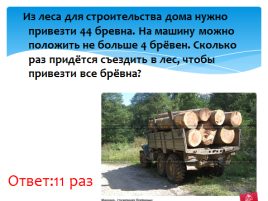 Из леса для строительства дома нужно
привезти 44 бревна. На машину можно
положить не больше 4 брёвен. Сколько
раз придётся съездить в лес, чтобы
привезти все брёвна?
Ответ:11 раз